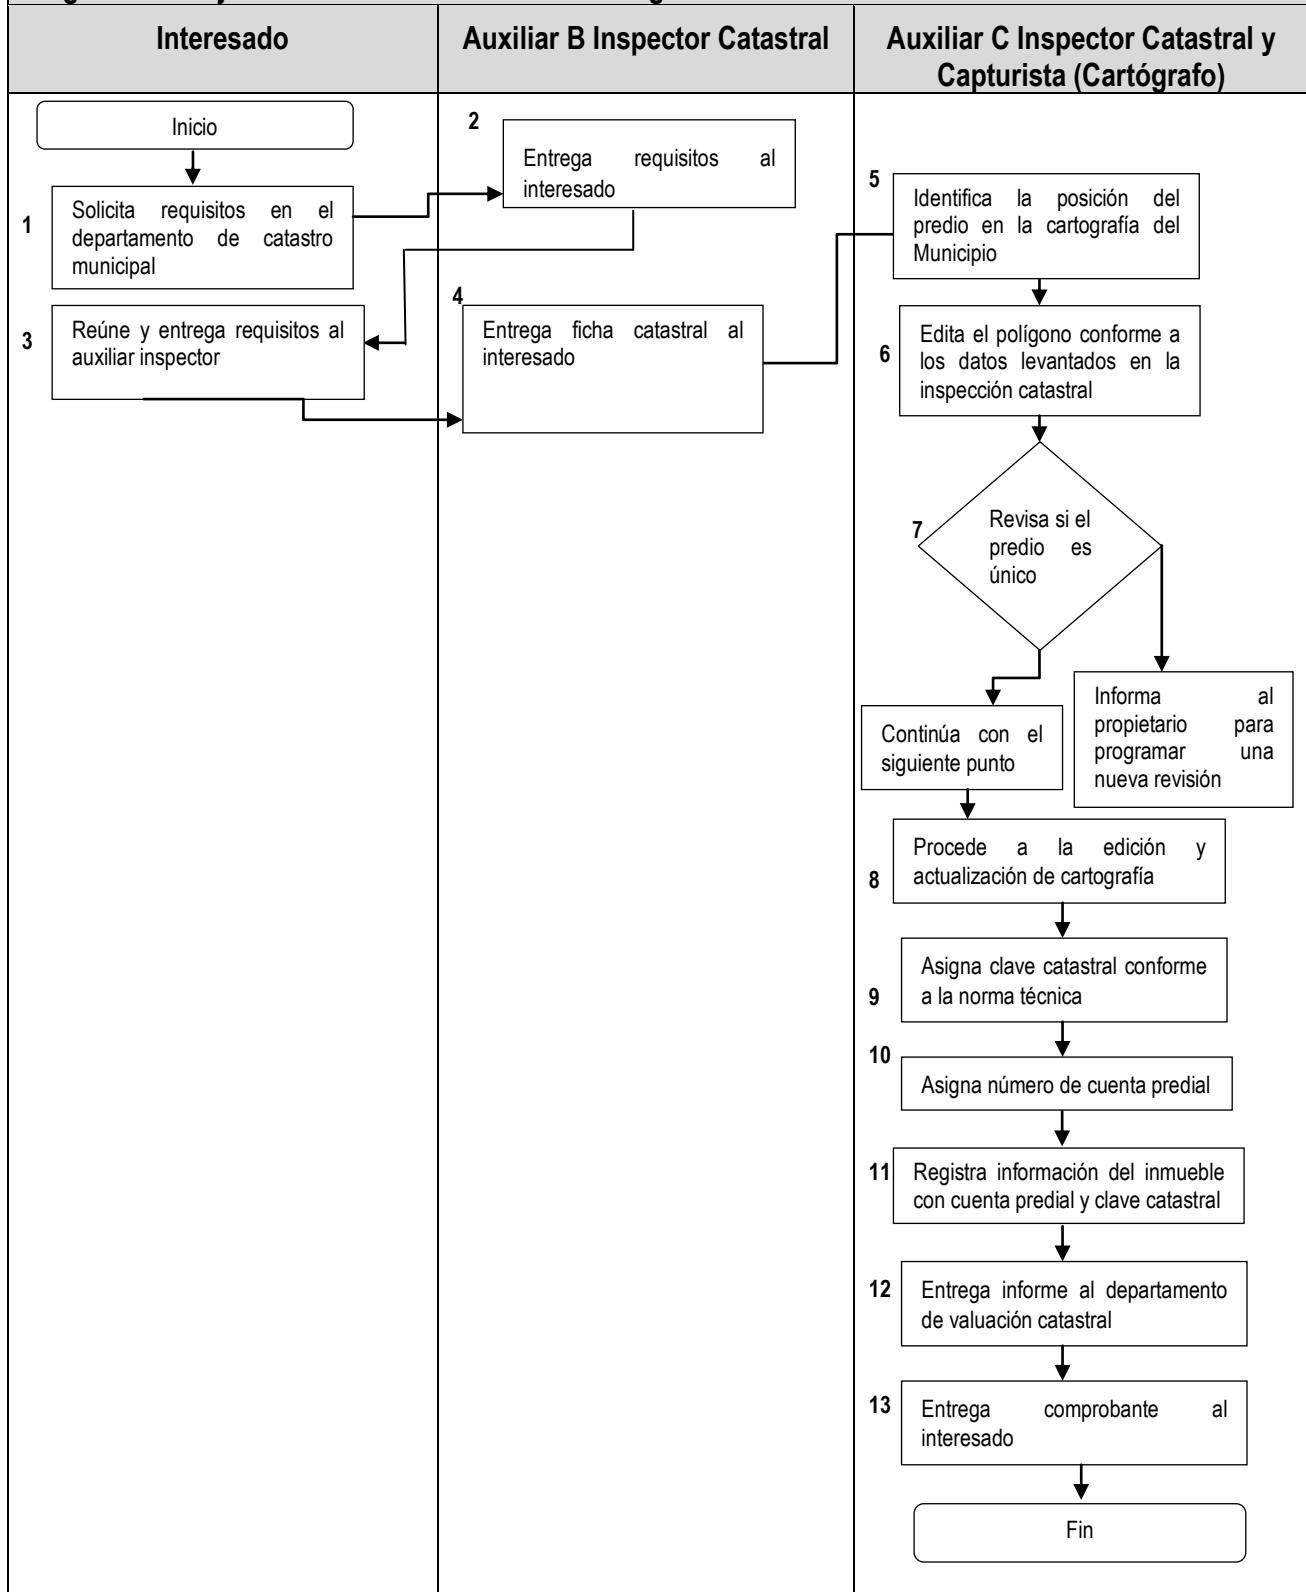 Interesado
Auxiliar B Inspector Catastral
Auxiliar C Inspector Catastral y
Capturista (Cartógrafo)
Inicio
1
Solicita requisitos en el
departamento de catastro
municipal
2
Entrega requisitos al
interesado
3
Reúne y entrega requisitos al
auxiliar inspector
4
Entrega ficha catastral al
interesado
5
Identifica la posición del
predio en la cartografía del
Municipio
6
Edita el polígono conforme a
los datos levantados en la
inspección catastral
7
Revisa si el
predio es
único
Continúa con el
siguiente punto
Informa al
propietario para
programar una
nueva revisión
8
Procede a la edición y
actualización de cartografía
9
Asigna clave catastral conforme
a la norma técnica
10
Asigna número de cuenta predial
11
Registra información del inmueble
con cuenta predial y clave catastral
12
Entrega informe al departamento
de valuación catastral
13
Entrega comprobante al
interesado
Fin